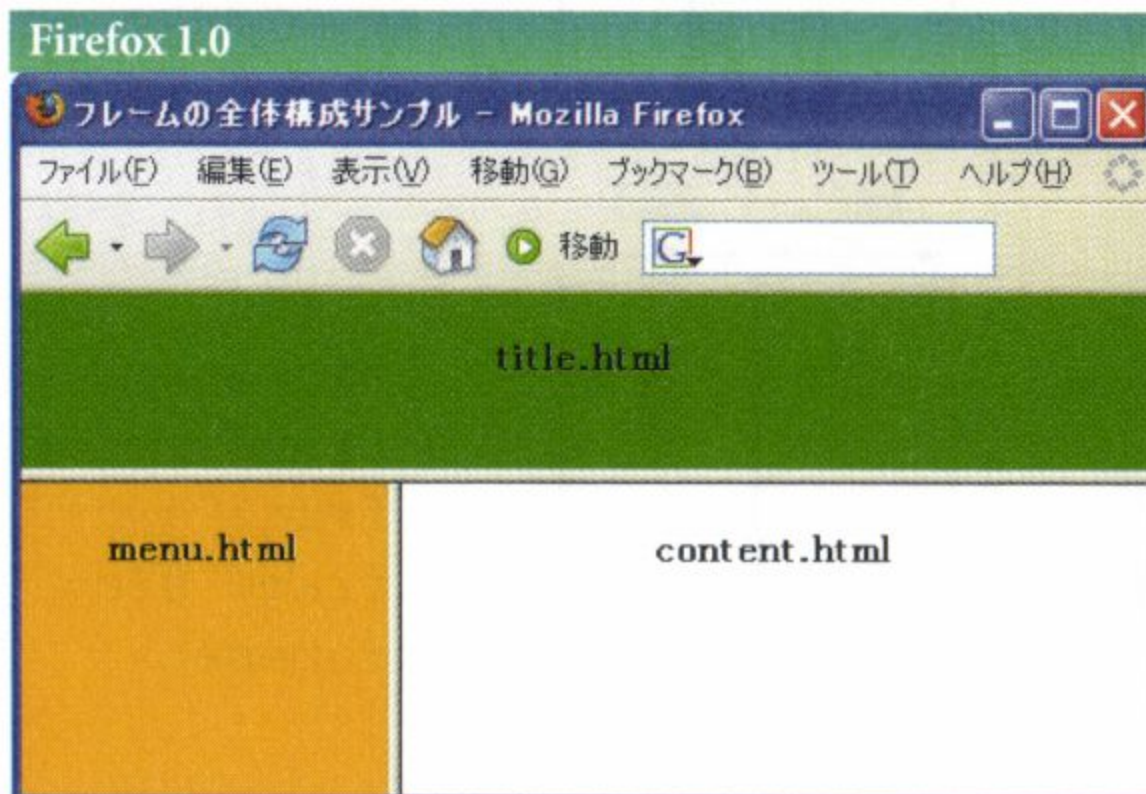 Firefox 1.0
フレームの全体構成サンプル - Mozilla Firefox
ファイル(F) 編集(E) 表示(V) 移動(G) ブックマーク(B) ツール(T) ヘルプ(H)
移動 G
title.html
menu.html content.html